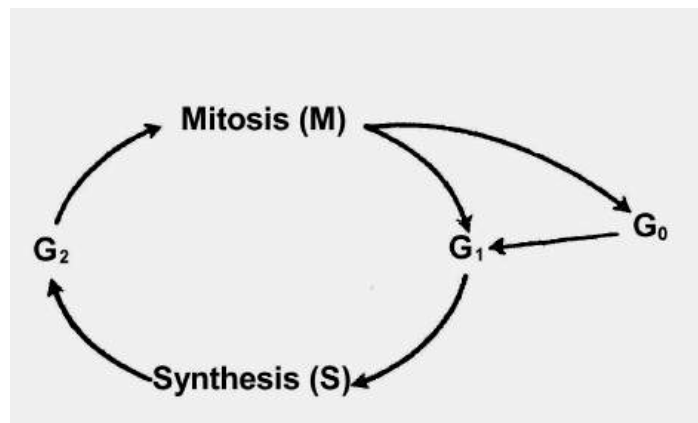 Mitosis (M)
G₀
G₂
G₁
Synthesis (S)